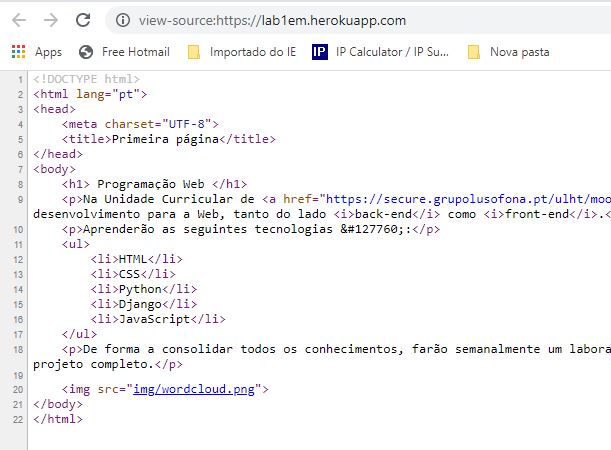 view-source:https://lab1em.herokuapp.com
Apps Free Hotmail Importado do IE IP IP Calculator / IP Su... Nova pasta
1 <!DOCTYPE html>
2 <html lang="pt">
3 <head>
4 <meta charset="UTF-8">
5 <title>Primeira página</title>
6 </head>
7 <body>
8 <h1> Programação Web </h1>
9 <p>Na Unidade Curricular de <a href="https://secure.grupolusofona.pt/ulht/moo
desenvolvimento para a Web, tanto do lado <i>back-end</i> como <i>front-end</i>.<
10 <p>Aprenderão as seguintes tecnologias &#127760;:</p>
11 <ul>
12 <li>HTML</li>
13 <li>CSS</li>
14 <li>Python</li>
15 <li>Django</li>
16 <li>JavaScript</li>
17 </ul>
18 <p>De forma a consolidar todos os conhecimentos, farão semanalmente um labora
projeto completo.</p>
19
20 <img src="img/wordcloud.png">
21 </body>
22 </html>